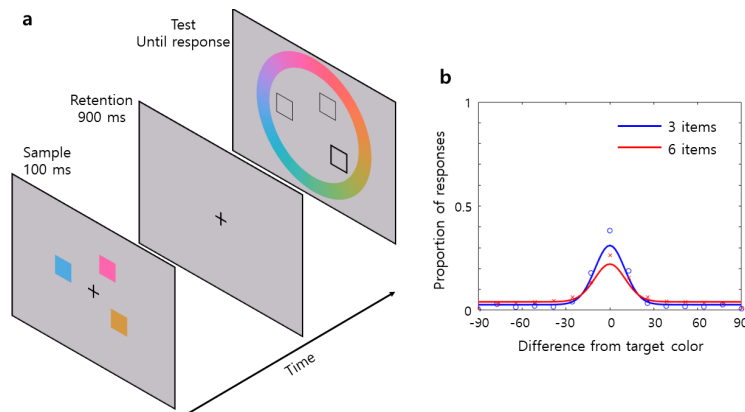 a
Test
Until response
Retention
900 ms
Sample
100 ms
Time
b
1
0.5
0
Proportion of responses
3 items
6 items
-90
-60
-30
0
30
60
90
Difference from target color